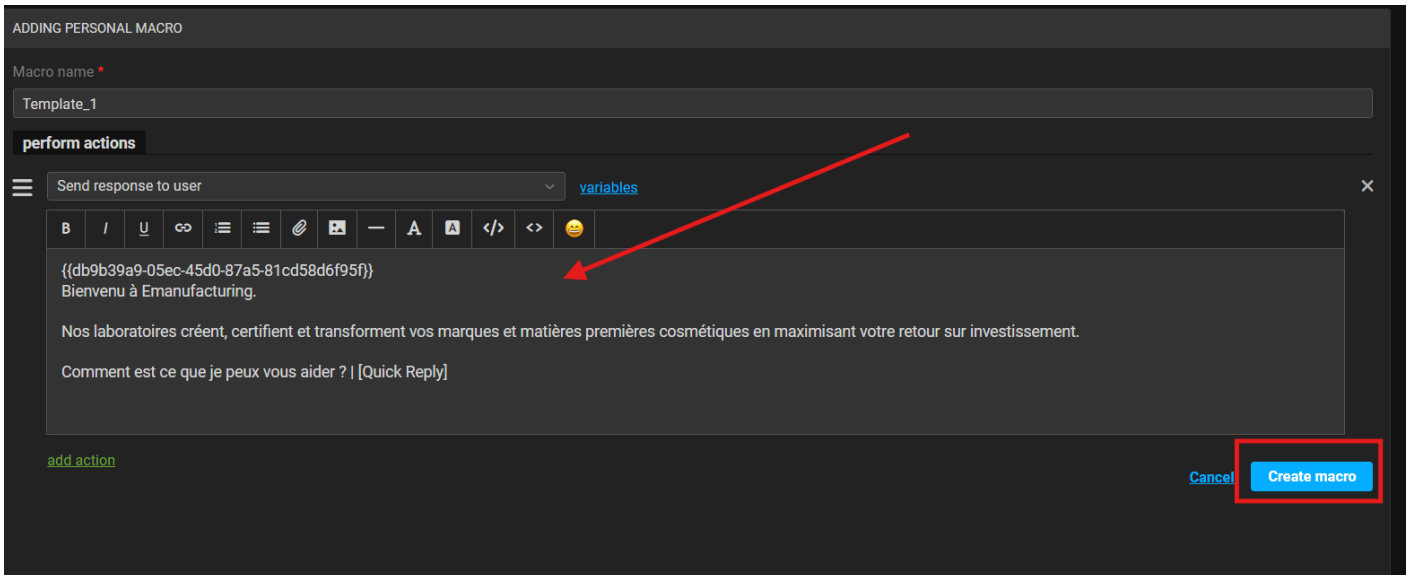 ADDING PERSONAL MACRO
Macro name *
Template_1
perform actions
Send response to user
variables
{{db9b39a9-05ec-45d0-87a5-81cd58d6f95f}}
Bienvenu à Emanufacturing.
Nos laboratoires créent, certifient et transforment vos marques et matières premières cosmétiques en maximisant votre retour sur investissement.
Comment est ce que je peux vous aider ? | [Quick Reply]
add action
Cancel
Create macro